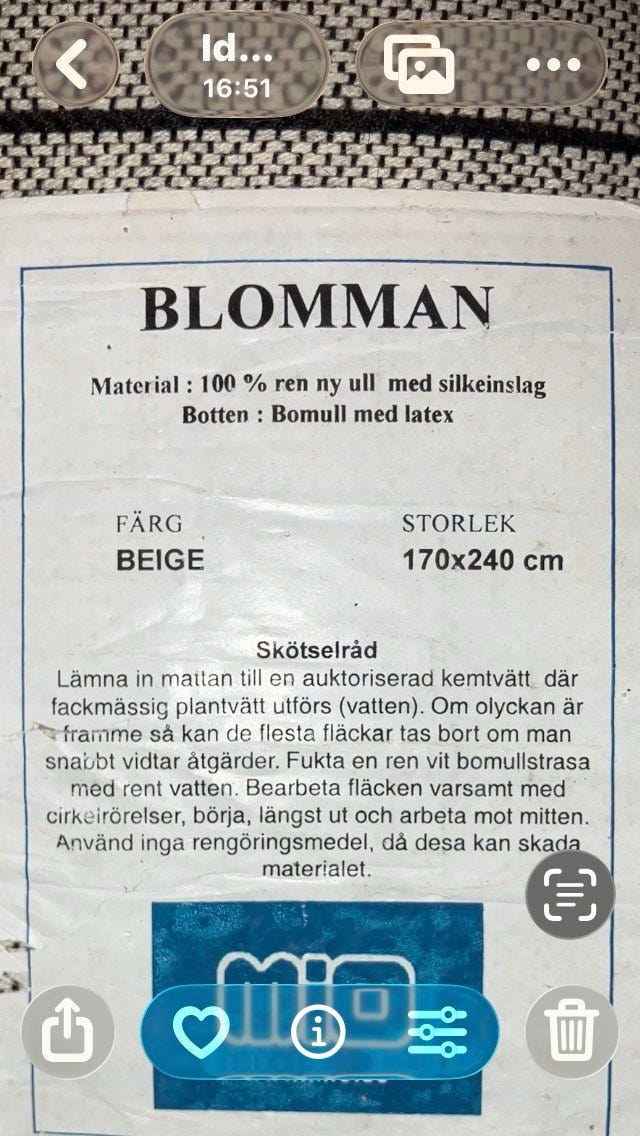 Id...
16:51
BLOMMAN
Material : 100 % ren ny ull med silkeinslag
Botten : Bomull med latex
FÄRG STORLEK
BEIGE 170x240 cm
Skötselråd
Lämna in mattan till en auktoriserad kemtvätt där
fackmässig plantvätt utförs (vatten). Om olyckan är
framme så kan de flesta fläckar tas bort om man
snabbt vidtar åtgärder. Fukta en ren vit bomullstrasa
med rent vatten. Bearbeta fläcken varsamt med
cirkelrörelser, börja, längst ut och arbeta mot mitten.
Använd inga rengöringsmedel, då desa kan skada
materialet.
mio